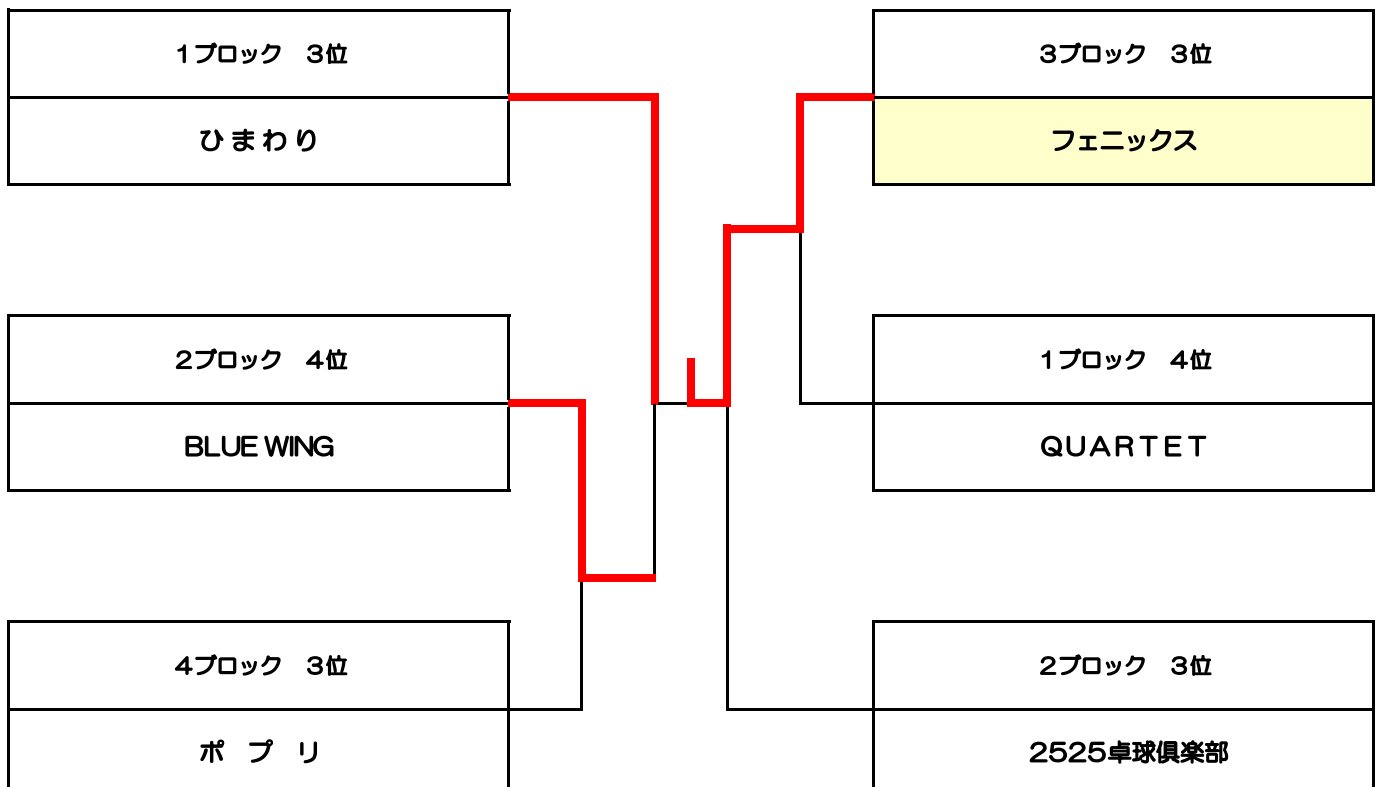 １ブロック　３位
ひまわり
２ブロック　４位
BLUE WING
４ブロック　３位
ポ　プ　リ
３ブロック　３位
フェニックス
１ブロック　４位
ＱＵＡＲＴＥＴ
２ブロック　３位
２５２５卓球倶楽部